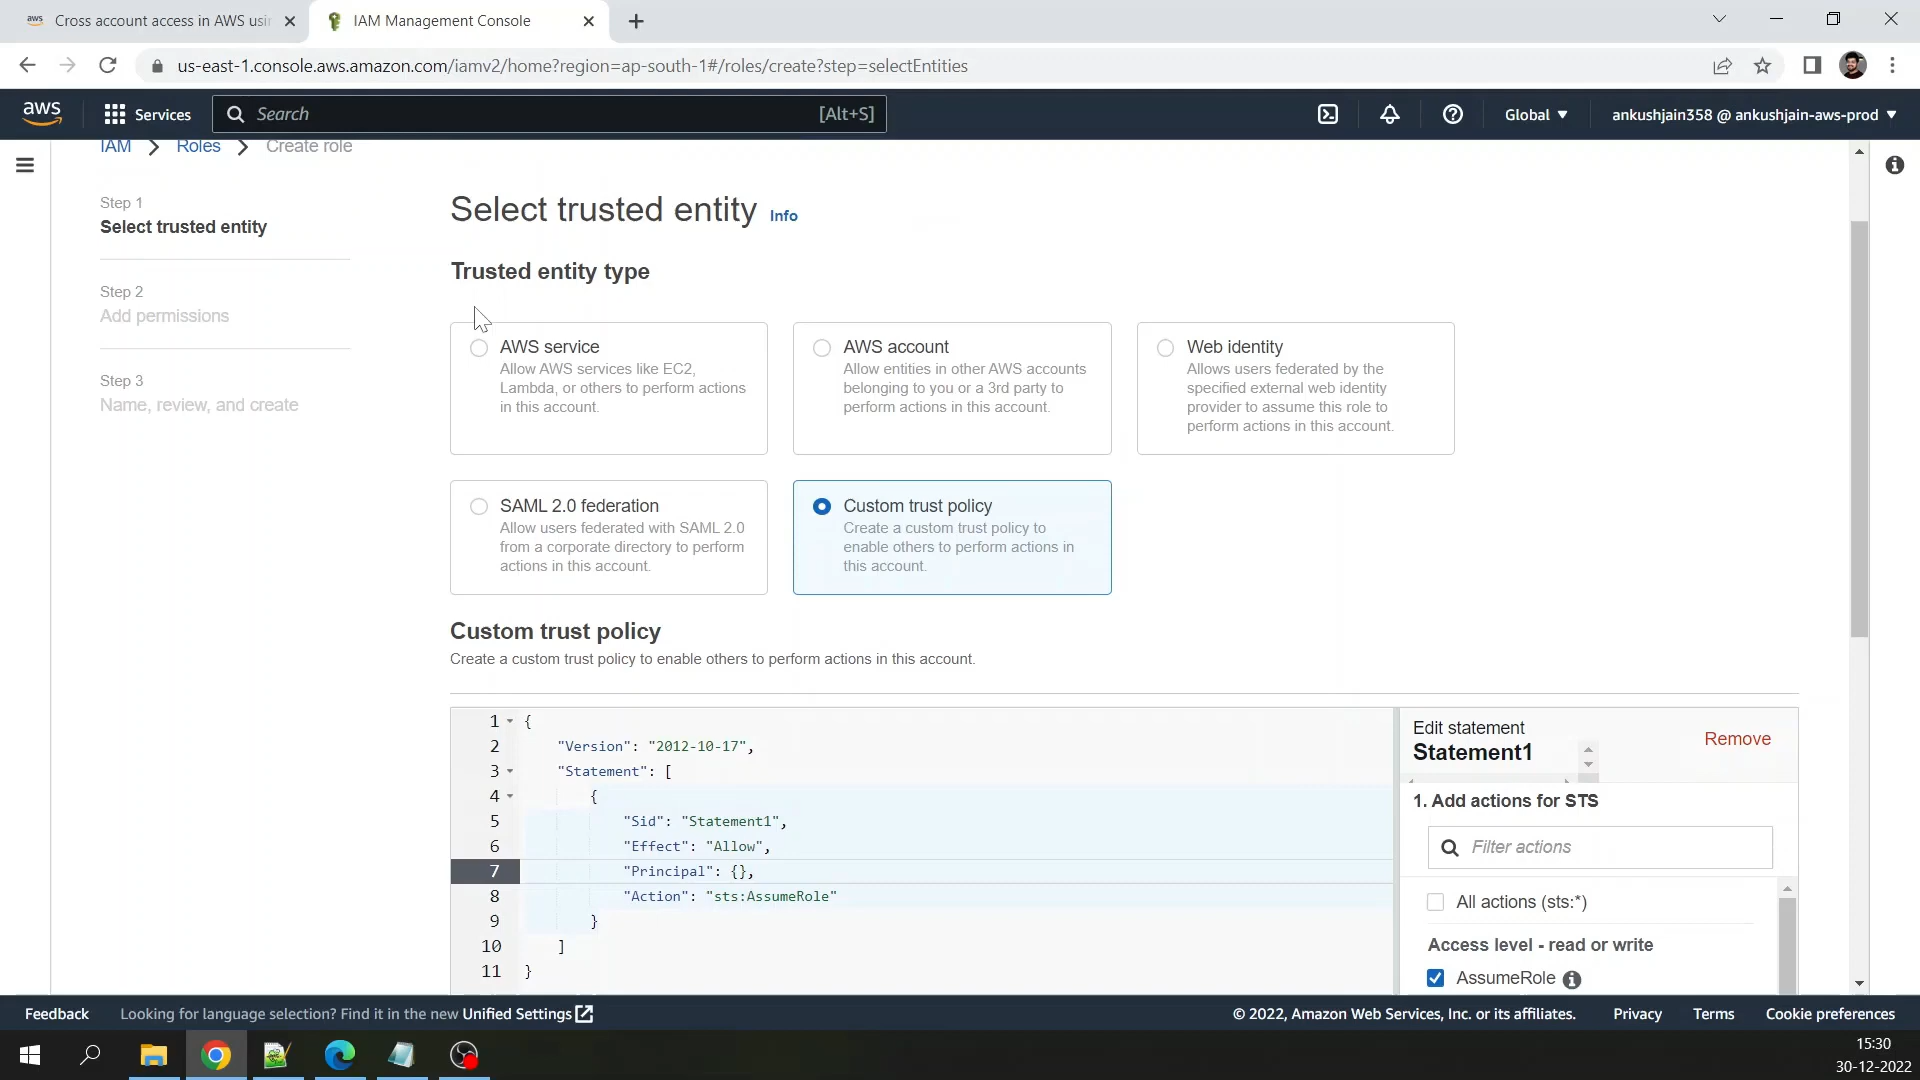 aws Cross account access in AWS usi
IAM Management Console
us-east-1.console.aws.amazon.com/iamv2/home?region=ap-south-1#/roles/create?step=selectEntities
aws
Services
Search
[Alt+S]
Global
ankushjain358 @ ankushjain-aws-prod
IAM
Roles
Create role
Step 1
Select trusted entity
Step 2
Add permissions
Step 3
Name, review, and create
Select trusted entity Info
Trusted entity type
AWS service
Allow AWS services like EC2,
Lambda, or others to perform actions
in this account.
AWS account
Allow entities in other AWS accounts
belonging to you or a 3rd party to
perform actions in this account.
Web identity
Allows users federated by the
specified external web identity
provider to assume this role to
perform actions in this account.
SAML 2.0 federation
Allow users federated with SAML 2.0
from a corporate directory to perform
actions in this account.
Custom trust policy
Create a custom trust policy to
enable others to perform actions in
this account.
Custom trust policy
Create a custom trust policy to enable others to perform actions in this account.
1 {
2 "Version": "2012-10-17",
3 "Statement": [
4 {
5 "Sid": "Statement1",
6 "Effect": "Allow",
7 "Principal": {},
8 "Action": "sts:AssumeRole"
9 }
10 ]
11 }
Edit statement
Statement1
Remove
1. Add actions for STS
Filter actions
All actions (sts:*)
Access level - read or write
AssumeRole
Feedback
Looking for language selection? Find it in the new Unified Settings
© 2022, Amazon Web Services, Inc. or its affiliates.
Privacy
Terms
Cookie preferences
15:30
30-12-2022